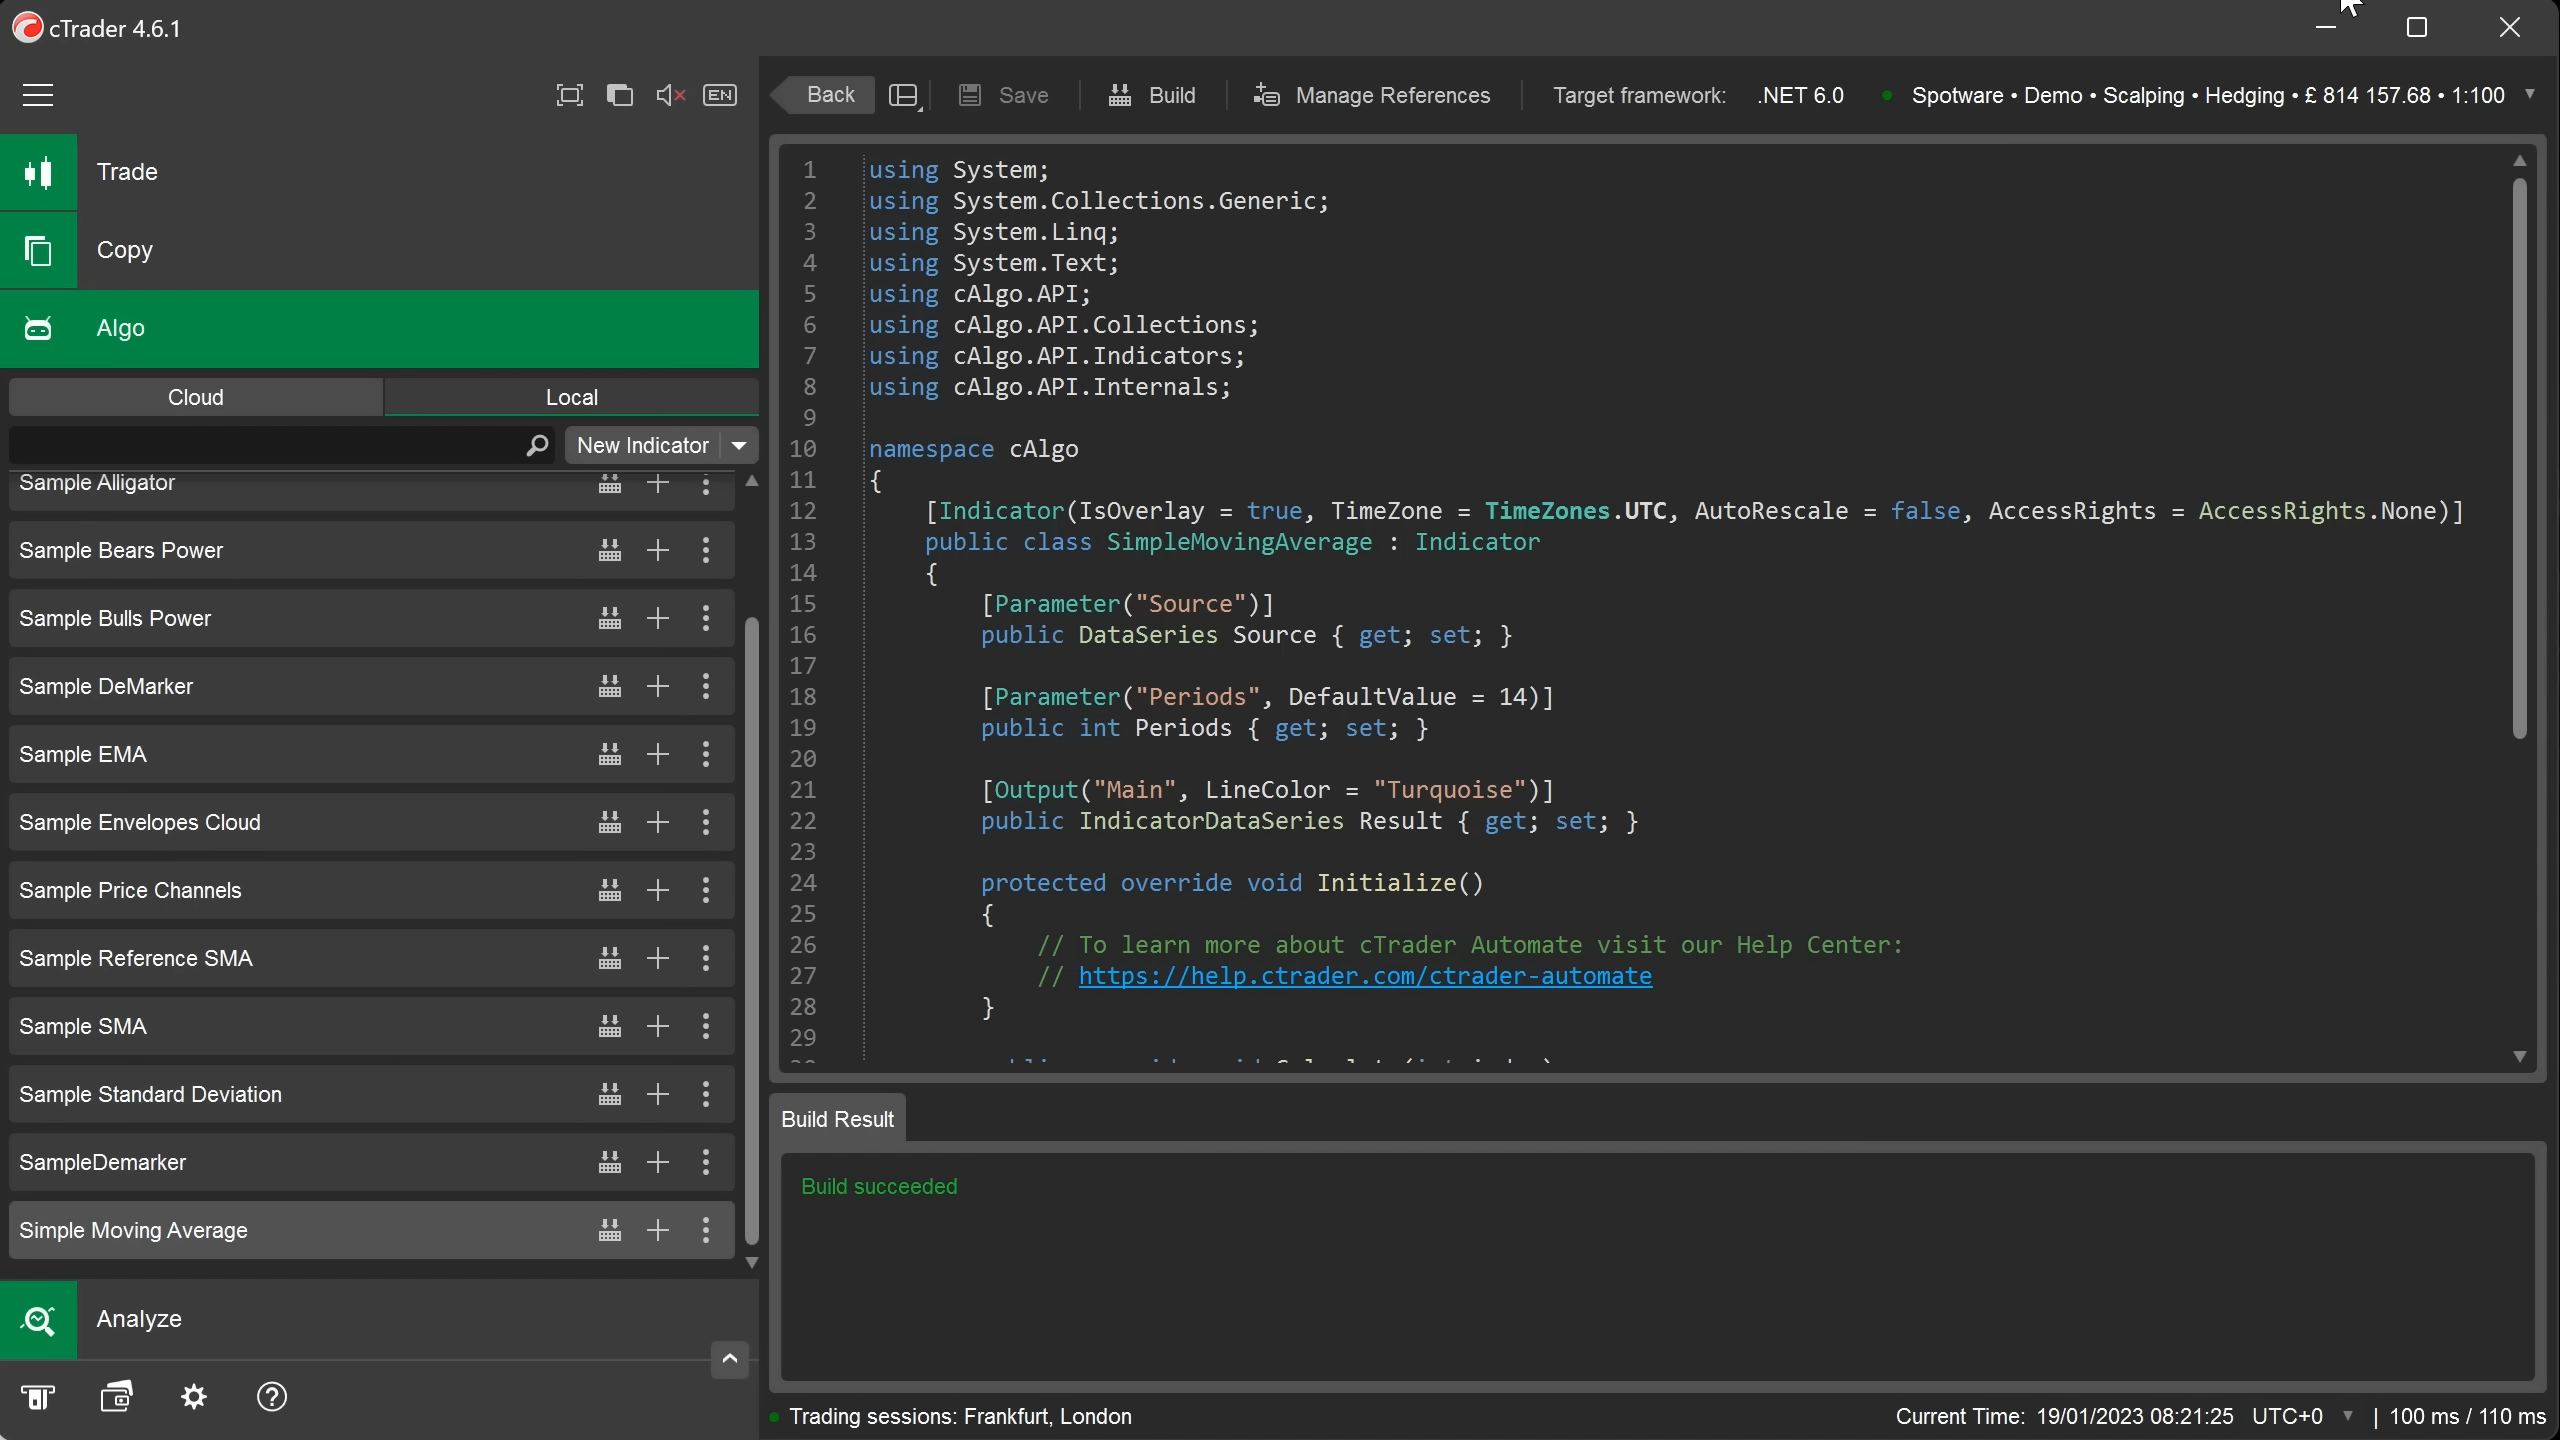 cTrader 4.6.1
EN
Back
Save
Build
Manage References
Target framework: .NET 6.0
Spotware • Demo • Scalping • Hedging • £ 814 157.68 • 1:100
Trade
Copy
Algo
Cloud
Local
New Indicator
Sample Alligator
Sample Bears Power
Sample Bulls Power
Sample DeMarker
Sample EMA
Sample Envelopes Cloud
Sample Price Channels
Sample Reference SMA
Sample SMA
Sample Standard Deviation
SampleDemarker
Simple Moving Average
Analyze
1 using System;
2 using System.Collections.Generic;
3 using System.Linq;
4 using System.Text;
5 using cAlgo.API;
6 using cAlgo.API.Collections;
7 using cAlgo.API.Indicators;
8 using cAlgo.API.Internals;
9
10 namespace cAlgo
11 {
12 [Indicator(IsOverlay = true, TimeZone = TimeZones.UTC, AutoRescale = false, AccessRights = AccessRights.None)]
13 public class SimpleMovingAverage : Indicator
14 {
15 [Parameter("Source")]
16 public DataSeries Source { get; set; }
17
18 [Parameter("Periods", DefaultValue = 14)]
19 public int Periods { get; set; }
20
21 [Output("Main", LineColor = "Turquoise")]
22 public IndicatorDataSeries Result { get; set; }
23
24 protected override void Initialize()
25 {
26 // To learn more about cTrader Automate visit our Help Center:
27 // https://help.ctrader.com/ctrader-automate
28 }
29
Build Result
Build succeeded
Trading sessions: Frankfurt, London
Current Time: 19/01/2023 08:21:25 UTC+0 | 100 ms / 110 ms